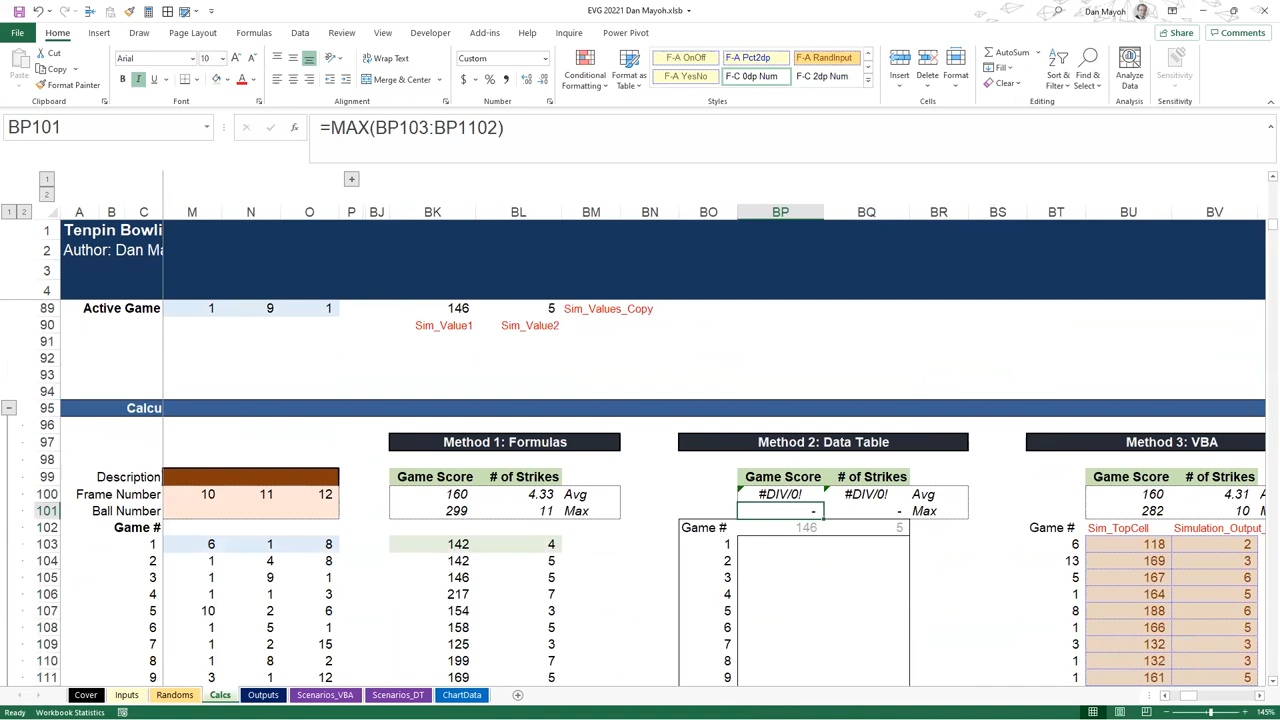 EVG 20221 Dan Mayoh.xlsb
Dan Mayoh
File Home Insert Draw Page Layout Formulas Data Review View Developer Add-ins Help Inquire Power Pivot
Share Comments
Paste
Cut
Copy
Format Painter
Clipboard
Arial 10
B I U
Font
Wrap Text
Merge & Center
Alignment
Custom
$ % 9
Number
Conditional Formatting
Format as Table
F-A OnOff F-A Pct2dp F-A RandInput
F-A YesNo F-C 0dp Num F-C 2dp Num
Styles
Insert Delete Format
Cells
AutoSum
Fill
Clear
Sort & Filter
Find & Select
Editing
Analyze Data
Analysis
Sensitivity
Sensitivity
BP101 fx =MAX(BP103:BP1102)
1
2
1 2 A B C M N O P BJ BK BL BM BN BO BP BQ BR BS BT BU BV
1 Tenpin Bowli
2 Author: Dan Ma
3
4
89 Active Game 1 9 1 146 5 Sim_Values_Copy
90 Sim_Value1 Sim_Value2
91
92
93
94
95 Calcu
96
97 Method 1: Formulas Method 2: Data Table Method 3: VBA
98
99 Description Game Score # of Strikes Game Score # of Strikes Game Score # of Strikes
100 Frame Number 10 11 12 160 4.33 Avg #DIV/0! #DIV/0! Avg 160 4.31
101 Ball Number 299 11 Max - - Max 282 10
102 Game # Game # 146 5 Game # Sim_TopCell Simulation_Output_
103 1 6 1 8 142 4 1 6 118 2
104 2 1 4 8 142 5 2 13 169 3
105 3 1 9 1 146 5 3 5 167 6
106 4 1 1 3 217 7 4 1 164 5
107 5 10 2 6 154 3 5 8 188 6
108 6 1 5 1 158 5 6 1 166 5
109 7 1 2 15 125 3 7 3 132 3
110 8 1 8 2 199 7 8 1 132 3
111 9 3 1 12 169 5 9 1 161 5
Cover Inputs Randoms Calcs Outputs Scenarios_VBA Scenarios_DT ChartData
Ready Workbook Statistics 145%